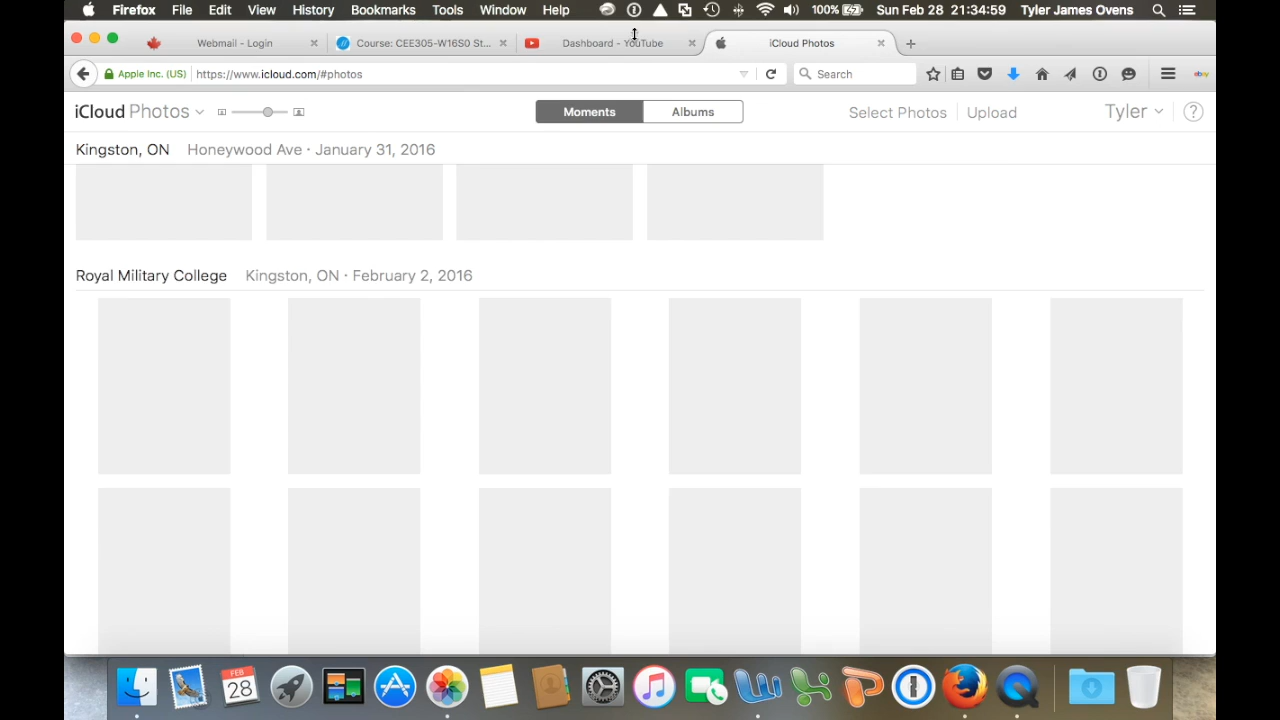 Firefox File Edit View History Bookmarks Tools Window Help 100% Sun Feb 28 21:34:59 Tyler James Ovens
Webmail - Login Course: CEE305-W16S0 St... Dashboard - YouTube iCloud Photos
Apple Inc. (US) https://www.icloud.com/#photos Search ebay
iCloud Photos Moments Albums Select Photos Upload Tyler ?
Kingston, ON Honeywood Ave · January 31, 2016
Royal Military College Kingston, ON · February 2, 2016
FEB
28